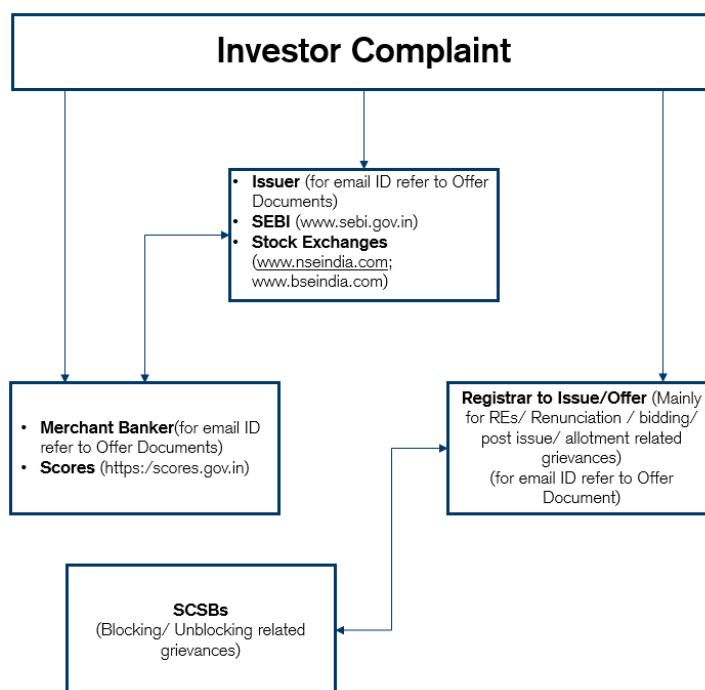 Investor Complaint
• Issuer (for email ID refer to Offer
Documents)
• SEBI (www.sebi.gov.in)
• Stock Exchanges
(www.nseindia.com;
www.bseindia.com)
• Merchant Banker(for email ID
refer to Offer Documents)
• Scores (https:/scores.gov.in)
Registrar to Issue/Offer (Mainly
for REs/ Renunciation / bidding/
post issue/ allotment related
grievances)
(for email ID refer to Offer
Document)
SCSBs
(Blocking/ Unblocking related
grievances)